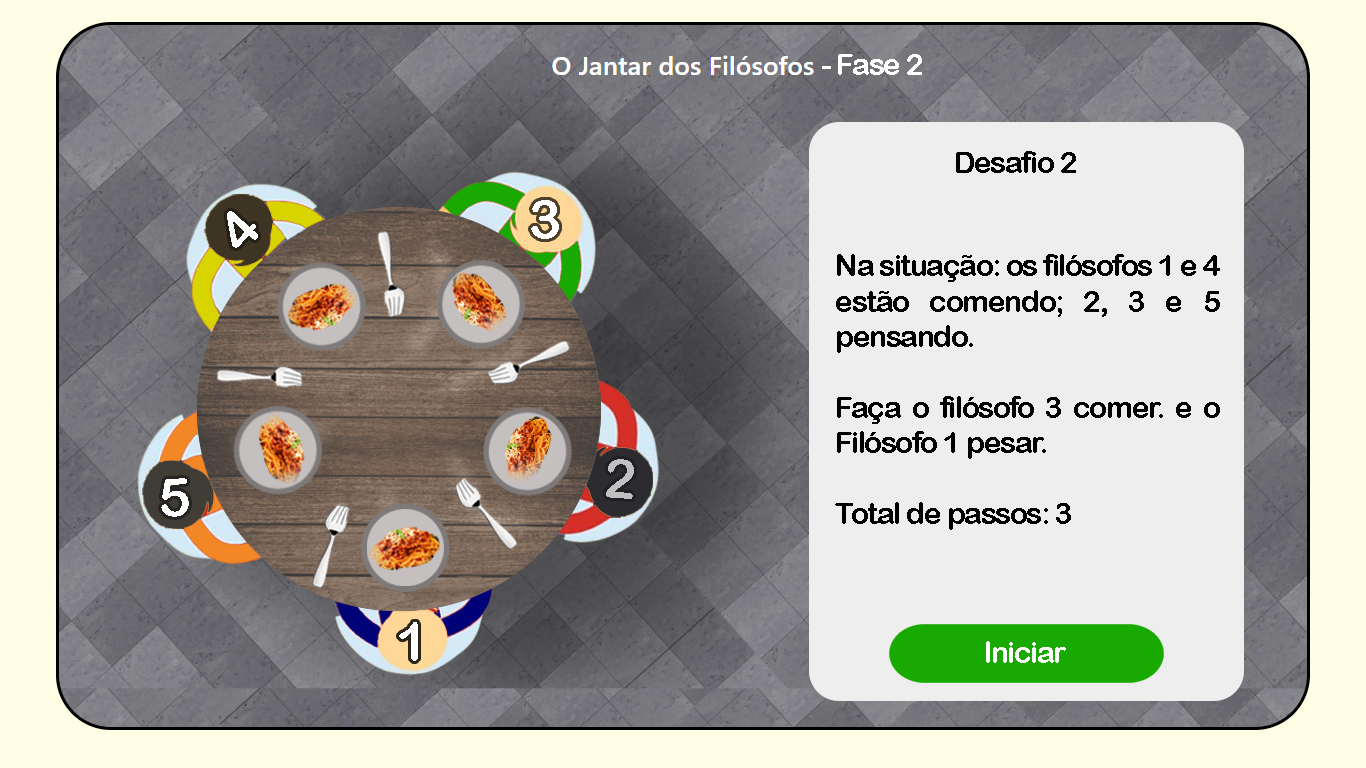 O Jantar dos Filósofos - Fase 2
Desafio 2
4
3
Na situação: os filósofos 1 e 4
estão comendo; 2, 3 e 5
pensando.
Faça o filósofo 3 comer. e o
Filósofo 1 pesar.
5
2
Total de passos: 3
1
Iniciar